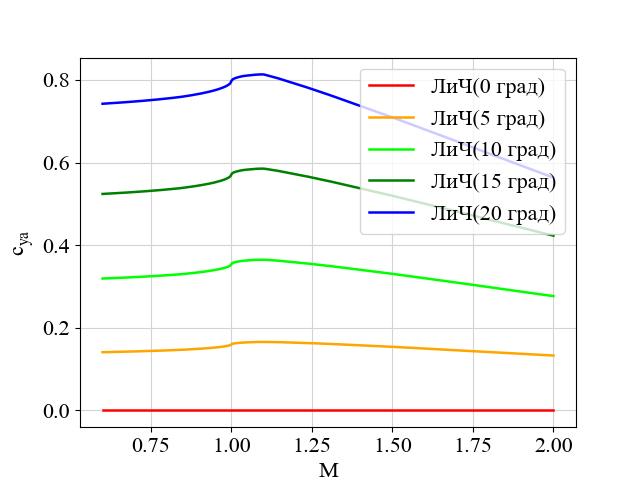 0.8
0.6
0.4
0.2
0.0
c_ya
ЛиЧ(0 град)
ЛиЧ(5 град)
ЛиЧ(10 град)
ЛиЧ(15 град)
ЛиЧ(20 град)
0.75 1.00 1.25 1.50 1.75 2.00
M